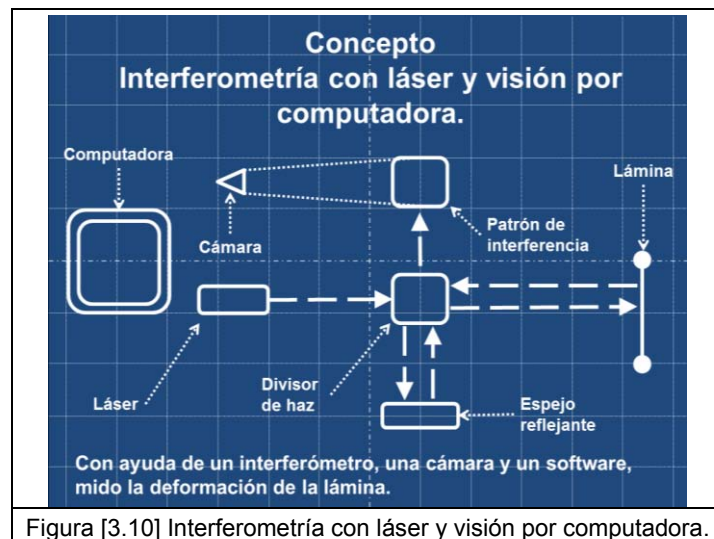 Concepto
Interferometría con láser y visión por
computadora.
Computadora
Lámina
Cámara
Patrón de
interferencia
Láser
Divisor
de haz
Espejo
reflejante
Con ayuda de un interferómetro, una cámara y un software,
mido la deformación de la lámina.
Figura [3.10] Interferometría con láser y visión por computadora.